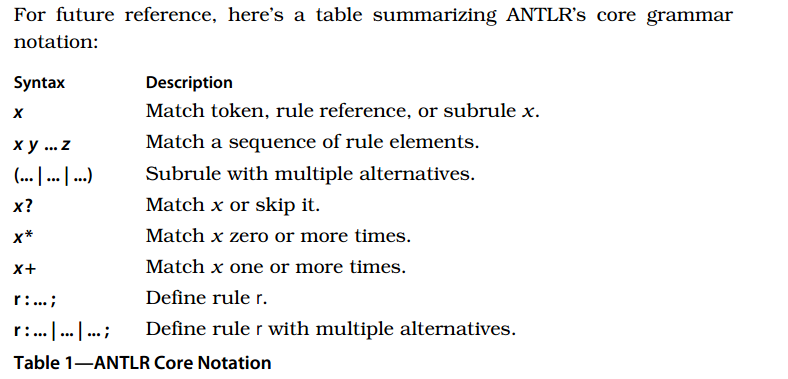 For future reference, here's a table summarizing ANTLR's core grammar
notation:
Syntax Description
x Match token, rule reference, or subrule x.
x y ... z Match a sequence of rule elements.
(... | ... | ...) Subrule with multiple alternatives.
x? Match x or skip it.
x* Match x zero or more times.
x+ Match x one or more times.
r : ... ; Define rule r.
r : ... | ... | ... ; Define rule r with multiple alternatives.
Table 1—ANTLR Core Notation